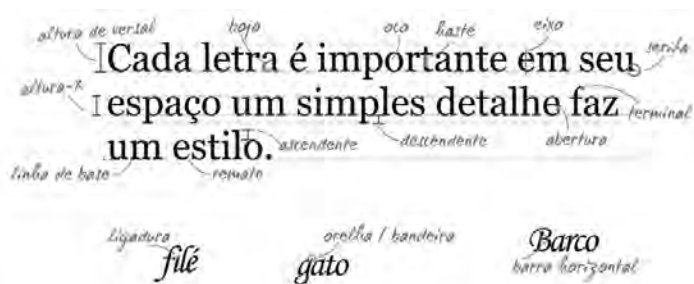 altura de versal bojo oco haste eixo
Cada letra é importante em seu serifa
altura-x espaço um simples detalhe faz terminal
um estilo. ascendente descendente abertura
linha de base remate
ligadura orelha / bandeira
filé gato Barco
barra horizontal